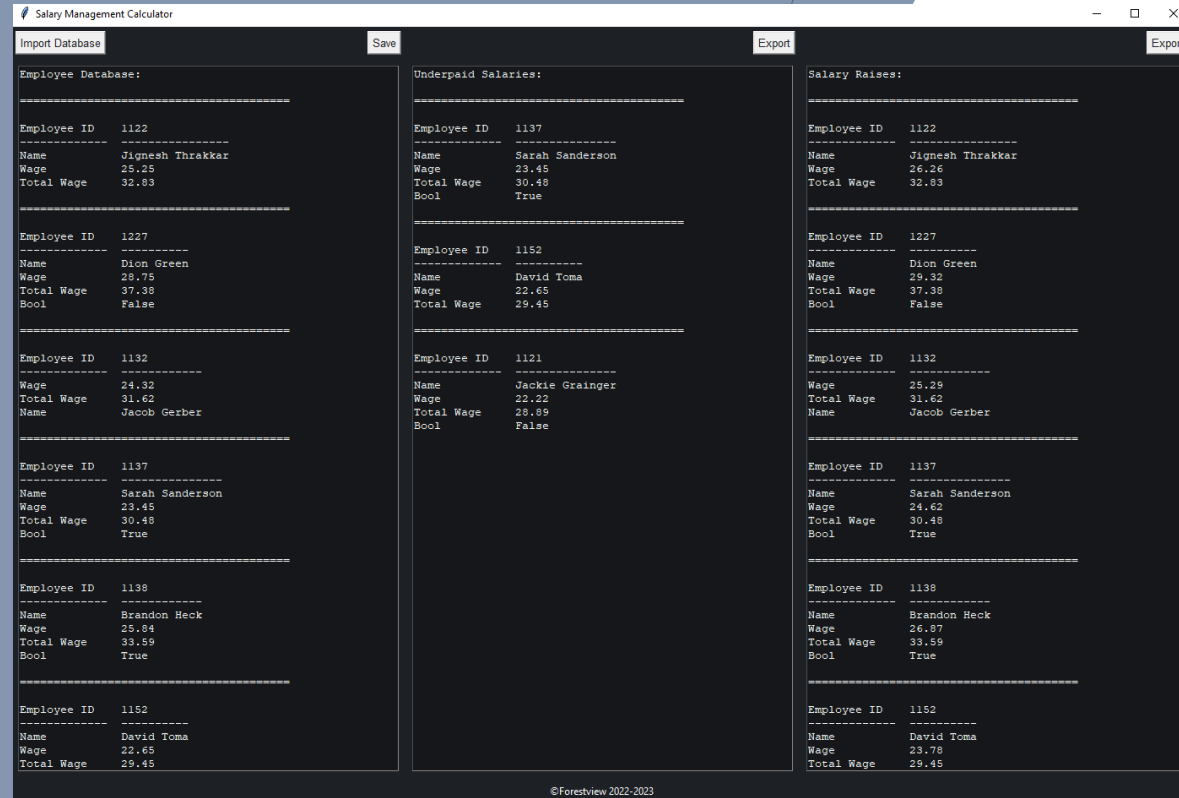 Salary Management Calculator
Import Database
Save
Export
Expor
Employee Database:
========================================
Employee ID    1122
-------------  ----------------
Name           Jignesh Thrakkar
Wage           25.25
Total Wage     32.83
========================================
Employee ID    1227
-------------  ----------
Name           Dion Green
Wage           28.75
Total Wage     37.38
Bool           False
========================================
Employee ID    1132
-------------  ------------
Wage           24.32
Total Wage     31.62
Name           Jacob Gerber
========================================
Employee ID    1137
-------------  ---------------
Name           Sarah Sanderson
Wage           23.45
Total Wage     30.48
Bool           True
========================================
Employee ID    1138
-------------  ------------
Name           Brandon Heck
Wage           25.84
Total Wage     33.59
Bool           True
========================================
Employee ID    1152
-------------  ----------
Name           David Toma
Wage           22.65
Total Wage     29.45
Underpaid Salaries:
========================================
Employee ID    1137
-------------  ---------------
Name           Sarah Sanderson
Wage           23.45
Total Wage     30.48
Bool           True
========================================
Employee ID    1152
-------------  ----------
Name           David Toma
Wage           22.65
Total Wage     29.45
========================================
Employee ID    1121
-------------  ---------------
Name           Jackie Grainger
Wage           22.22
Total Wage     28.89
Bool           False
Salary Raises:
========================================
Employee ID    1122
-------------  ----------------
Name           Jignesh Thrakkar
Wage           26.26
Total Wage     32.83
========================================
Employee ID    1227
-------------  ----------
Name           Dion Green
Wage           29.32
Total Wage     37.38
Bool           False
========================================
Employee ID    1132
-------------  ------------
Wage           25.29
Total Wage     31.62
Name           Jacob Gerber
========================================
Employee ID    1137
-------------  ---------------
Name           Sarah Sanderson
Wage           24.62
Total Wage     30.48
Bool           True
========================================
Employee ID    1138
-------------  ------------
Name           Brandon Heck
Wage           26.87
Total Wage     33.59
Bool           True
========================================
Employee ID    1152
-------------  ----------
Name           David Toma
Wage           23.78
Total Wage     29.45
©Forestview 2022-2023